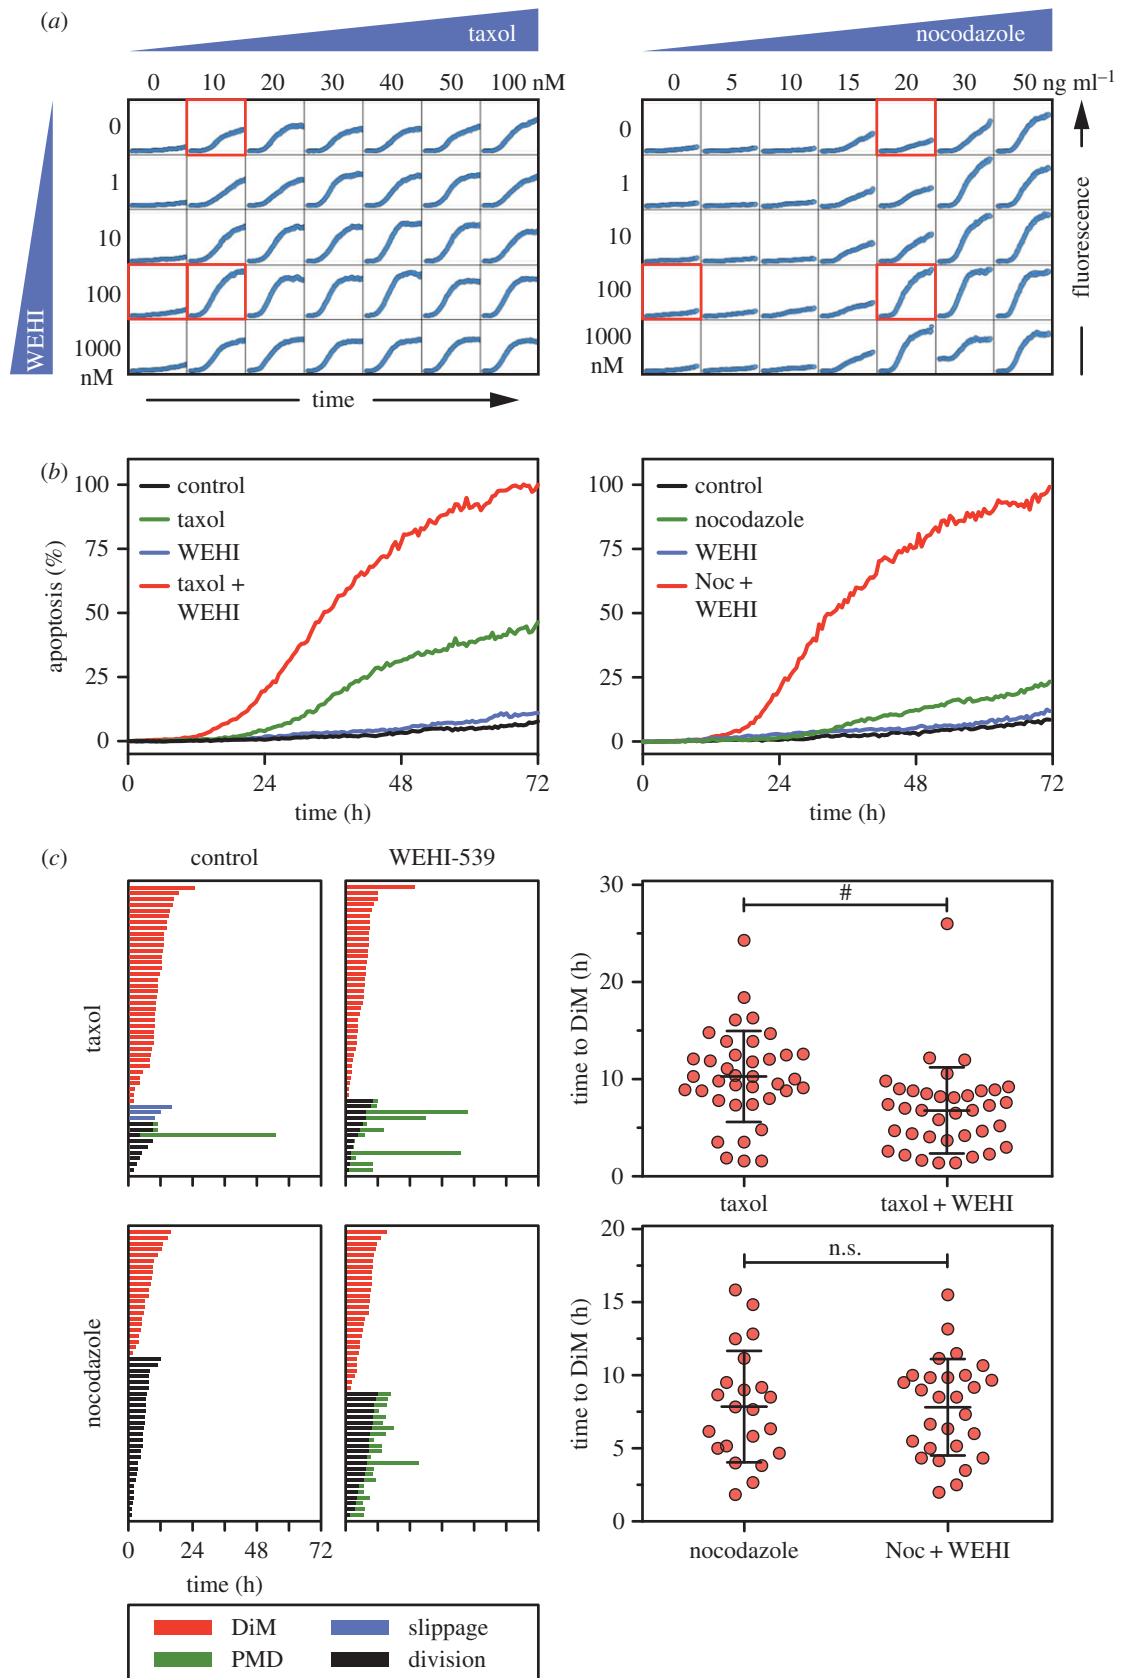 (a)
taxol
nocodazole
0 10 20 30 40 50 100 nM
0 5 10 15 20 30 50 ng ml⁻¹
0
1
10
100
1000
nM
WEHI
time
0
1
10
100
1000
nM
fluorescence
(b)
apoptosis (%)
100
75
50
25
0
control
taxol
WEHI
taxol +
WEHI
0 24 48 72
time (h)
100
75
50
25
0
control
nocodazole
WEHI
Noc +
WEHI
0 24 48 72
time (h)
(c)
control WEHI-539
taxol
nocodazole
0 24 48 72
time (h)
DiM slippage
PMD division
time to DiM (h)
30
20
10
0
#
taxol taxol + WEHI
time to DiM (h)
20
15
10
5
0
n.s.
nocodazole Noc + WEHI